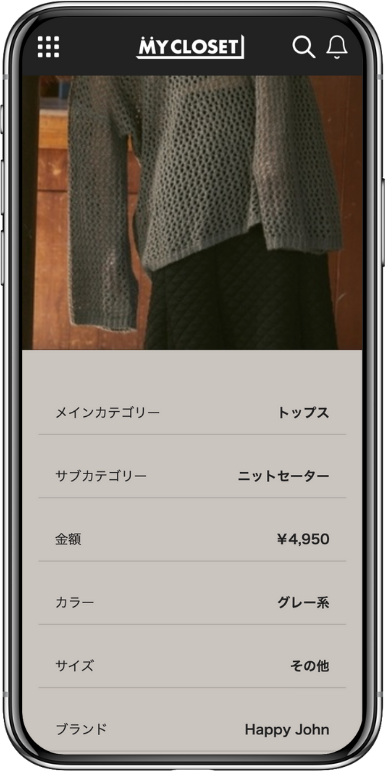 MYCLOSET
メインカテゴリー トップス
サブカテゴリー ニットセーター
金額 ¥4,950
カラー グレー系
サイズ その他
ブランド Happy John